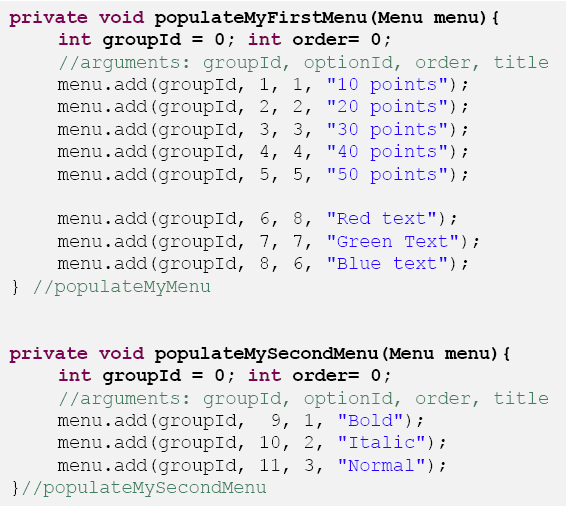 private void populateMyFirstMenu(Menu menu){
int groupId = 0; int order= 0;
//arguments: groupId, optionId, order, title
menu.add(groupId, 1, 1, "10 points");
menu.add(groupId, 2, 2, "20 points");
menu.add(groupId, 3, 3, "30 points");
menu.add(groupId, 4, 4, "40 points");
menu.add(groupId, 5, 5, "50 points");
menu.add(groupId, 6, 8, "Red text");
menu.add(groupId, 7, 7, "Green Text");
menu.add(groupId, 8, 6, "Blue text");
} //populateMyMenu
private void populateMySecondMenu(Menu menu){
int groupId = 0; int order= 0;
//arguments: groupId, optionId, order, title
menu.add(groupId,  9, 1, "Bold");
menu.add(groupId, 10, 2, "Italic");
menu.add(groupId, 11, 3, "Normal");
}//populateMySecondMenu